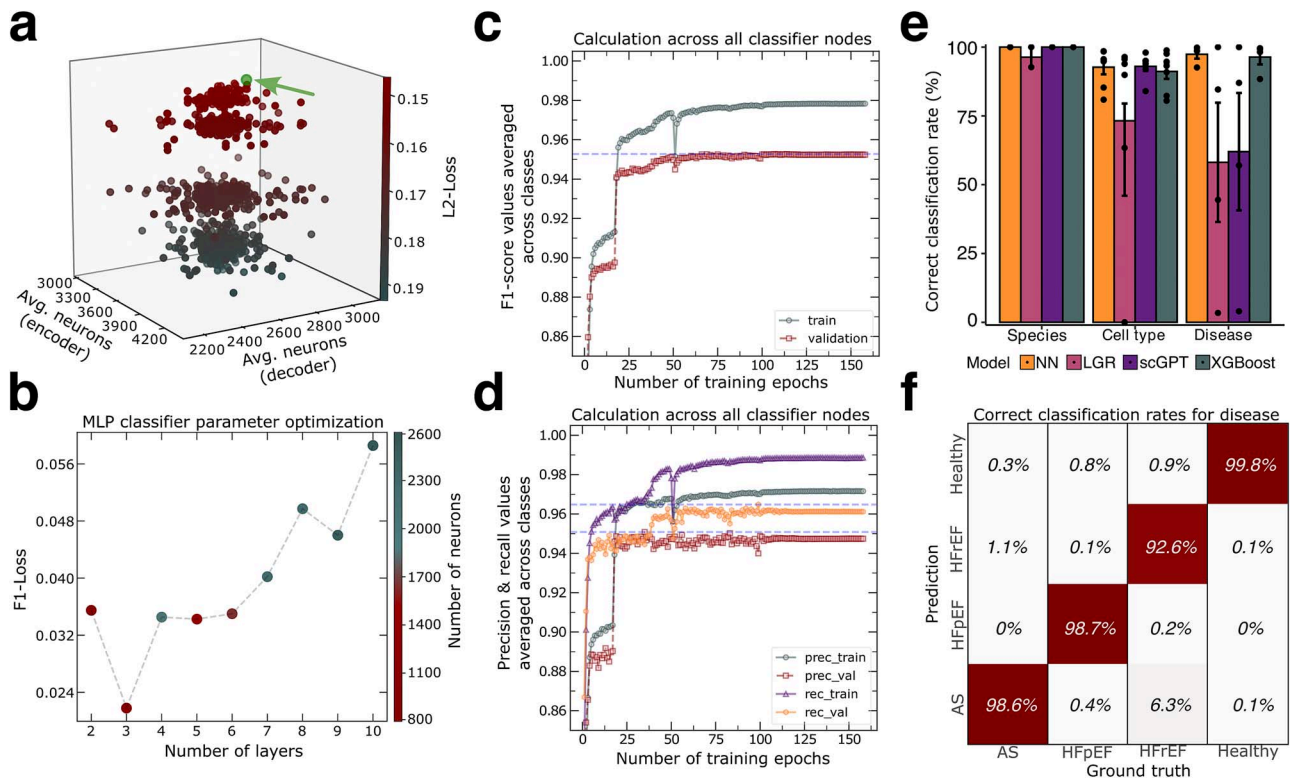 a
0.15
0.16
0.17
0.18
0.19
L2-Loss
3000
3300
3600
3900
4200
Avg. neurons
(encoder)
2200
2400
2600
2800
3000
Avg. neurons
(decoder)
b
MLP classifier parameter optimization
0.056
0.048
0.040
0.032
0.024
F1-Loss
2 3 4 5 6 7 8 9 10
Number of layers
2600
2300
2000
1700
1400
1100
800
Number of neurons
c
Calculation across all classifier nodes
1.00
0.98
0.96
0.94
0.92
0.90
0.88
0.86
F1-score values averaged
across classes
train
validation
0 25 50 75 100 125 150
Number of training epochs
d
Calculation across all classifier nodes
1.00
0.98
0.96
0.94
0.92
0.90
0.88
0.86
Precision & recall values
averaged across classes
prec_train
prec_val
rec_train
rec_val
0 25 50 75 100 125 150
Number of training epochs
e
100
75
50
25
0
Correct classification rate (%)
Species Cell type Disease
Model NN LGR scGPT XGBoost
f
Correct classification rates for disease
Healthy 0.3% 0.8% 0.9% 99.8%
HFrEF 1.1% 0.1% 92.6% 0.1%
HFpEF 0% 98.7% 0.2% 0%
AS 98.6% 0.4% 6.3% 0.1%
Prediction
AS HFpEF HFrEF Healthy
Ground truth